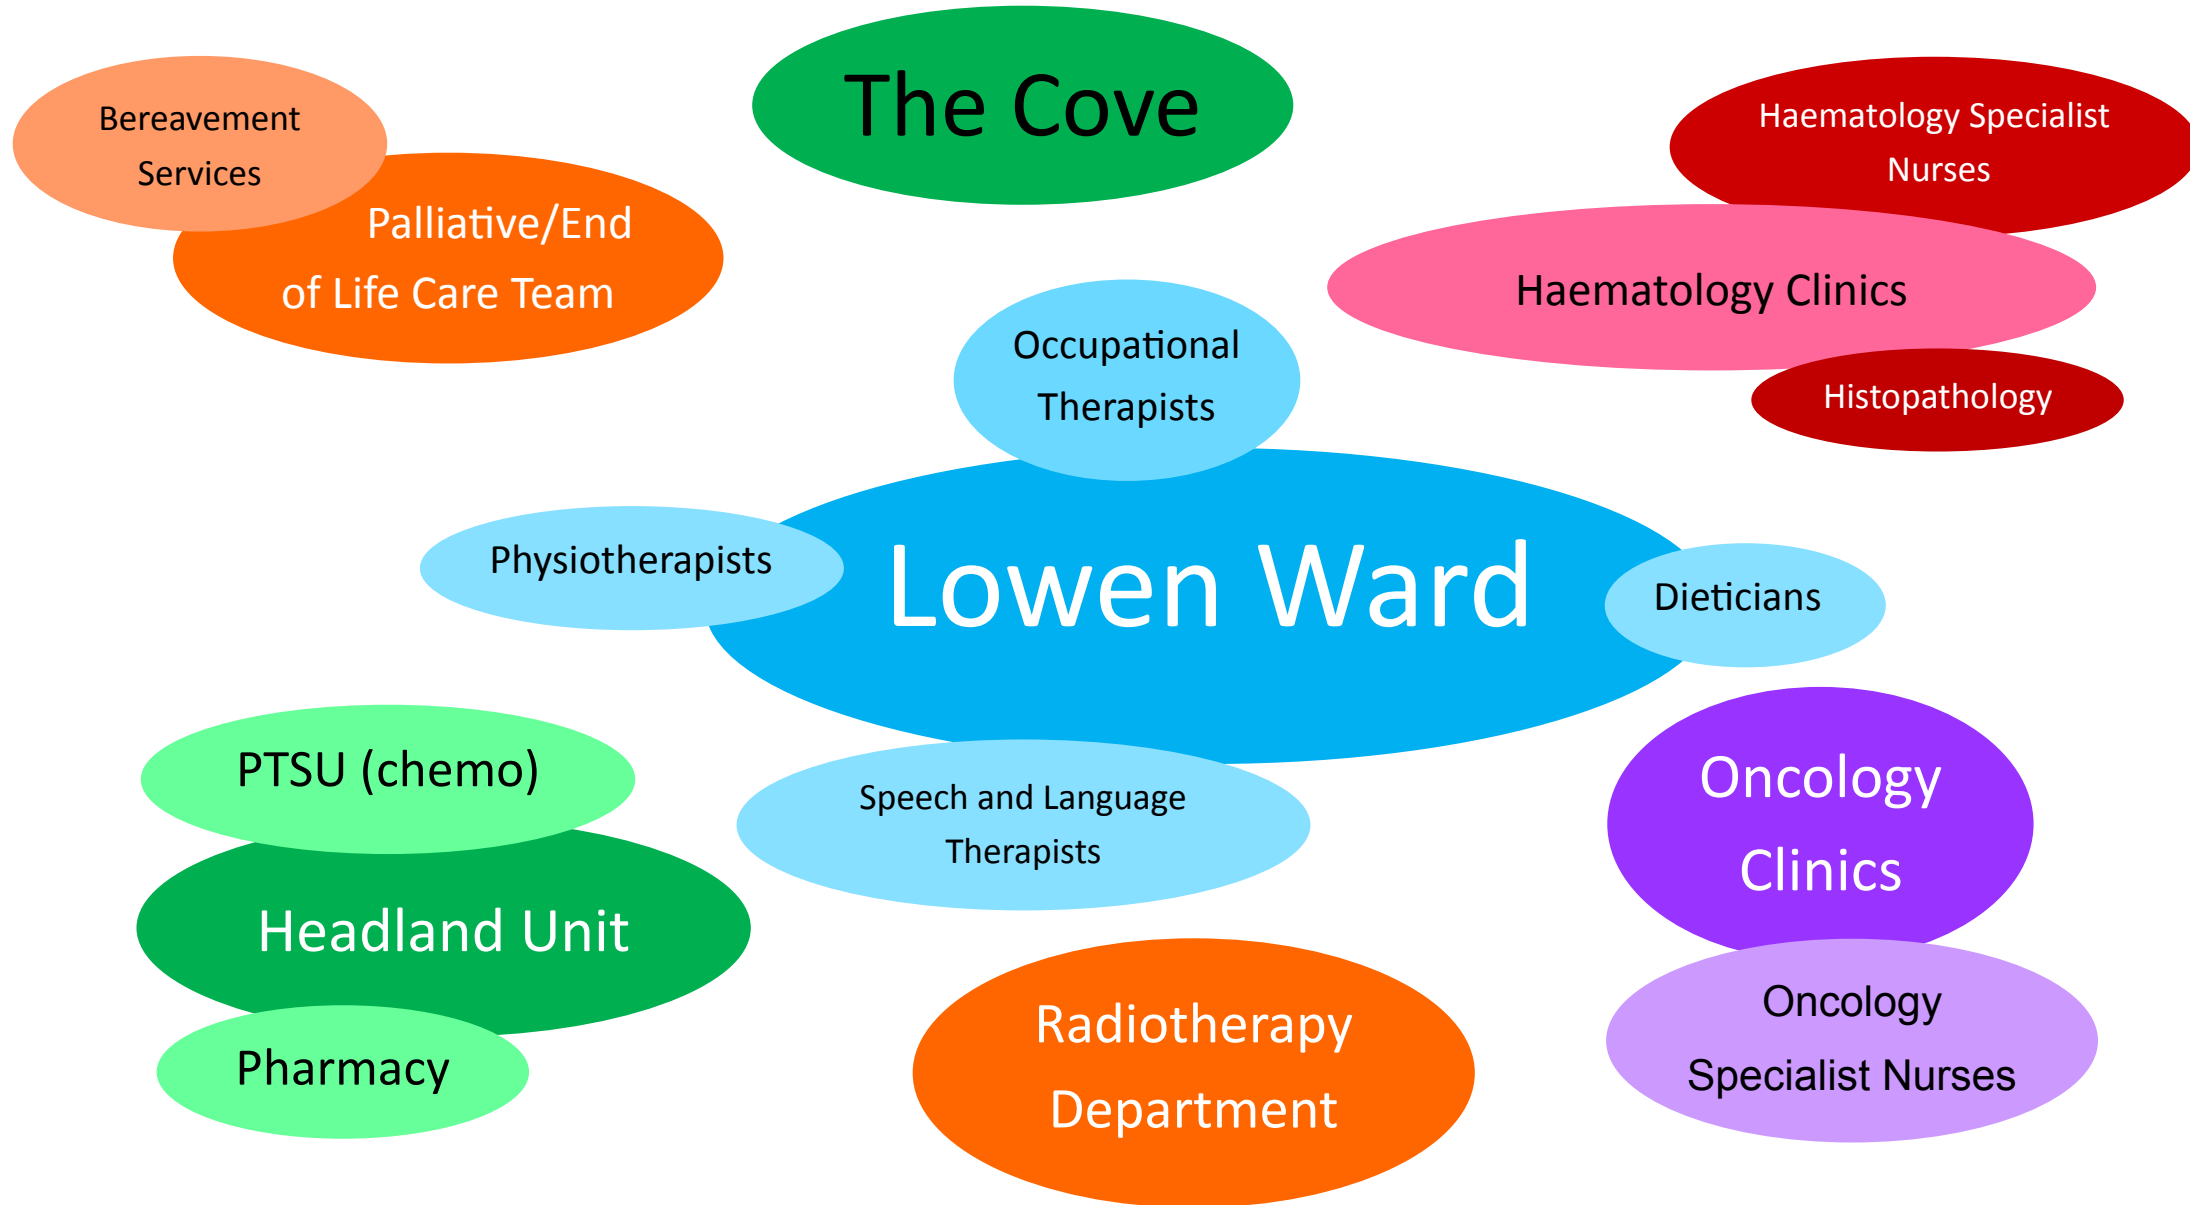 The Cove
Bereavement
Services
Palliative/End
of Life Care Team
Haematology Specialist
Nurses
Haematology Clinics
Histopathology
Occupational
Therapists
Physiotherapists
Lowen Ward
Dieticians
Speech and Language
Therapists
PTSU (chemo)
Headland Unit
Pharmacy
Radiotherapy
Department
Oncology
Clinics
Oncology
Specialist Nurses